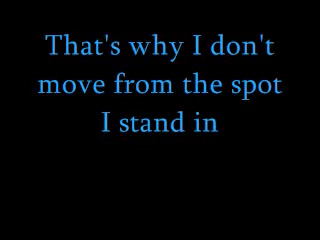 That's why I don't
move from the spot
I stand in